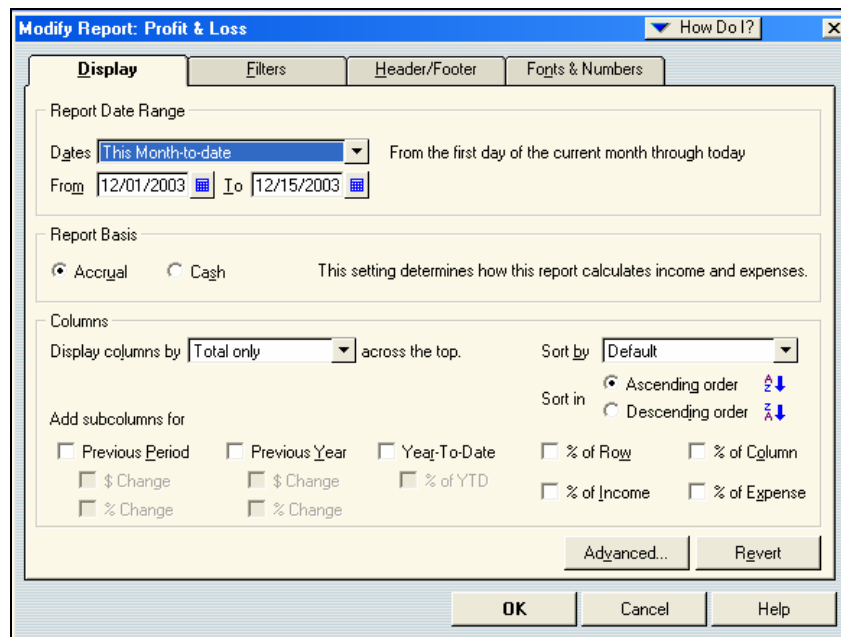 Modify Report: Profit & Loss How Do I?
Display Filters Header/Footer Fonts & Numbers
Report Date Range
Dates This Month-to-date From the first day of the current month through today
From 12/01/2003 To 12/15/2003
Report Basis
Accrual Cash This setting determines how this report calculates income and expenses.
Columns
Display columns by Total only across the top. Sort by Default
Sort in Ascending order
Descending order
Add subcolumns for
Previous Period Previous Year Year-To-Date % of Row % of Column
$ Change $ Change % of YTD
% of Income % of Expense
% Change % Change
Advanced... Revert
OK Cancel Help